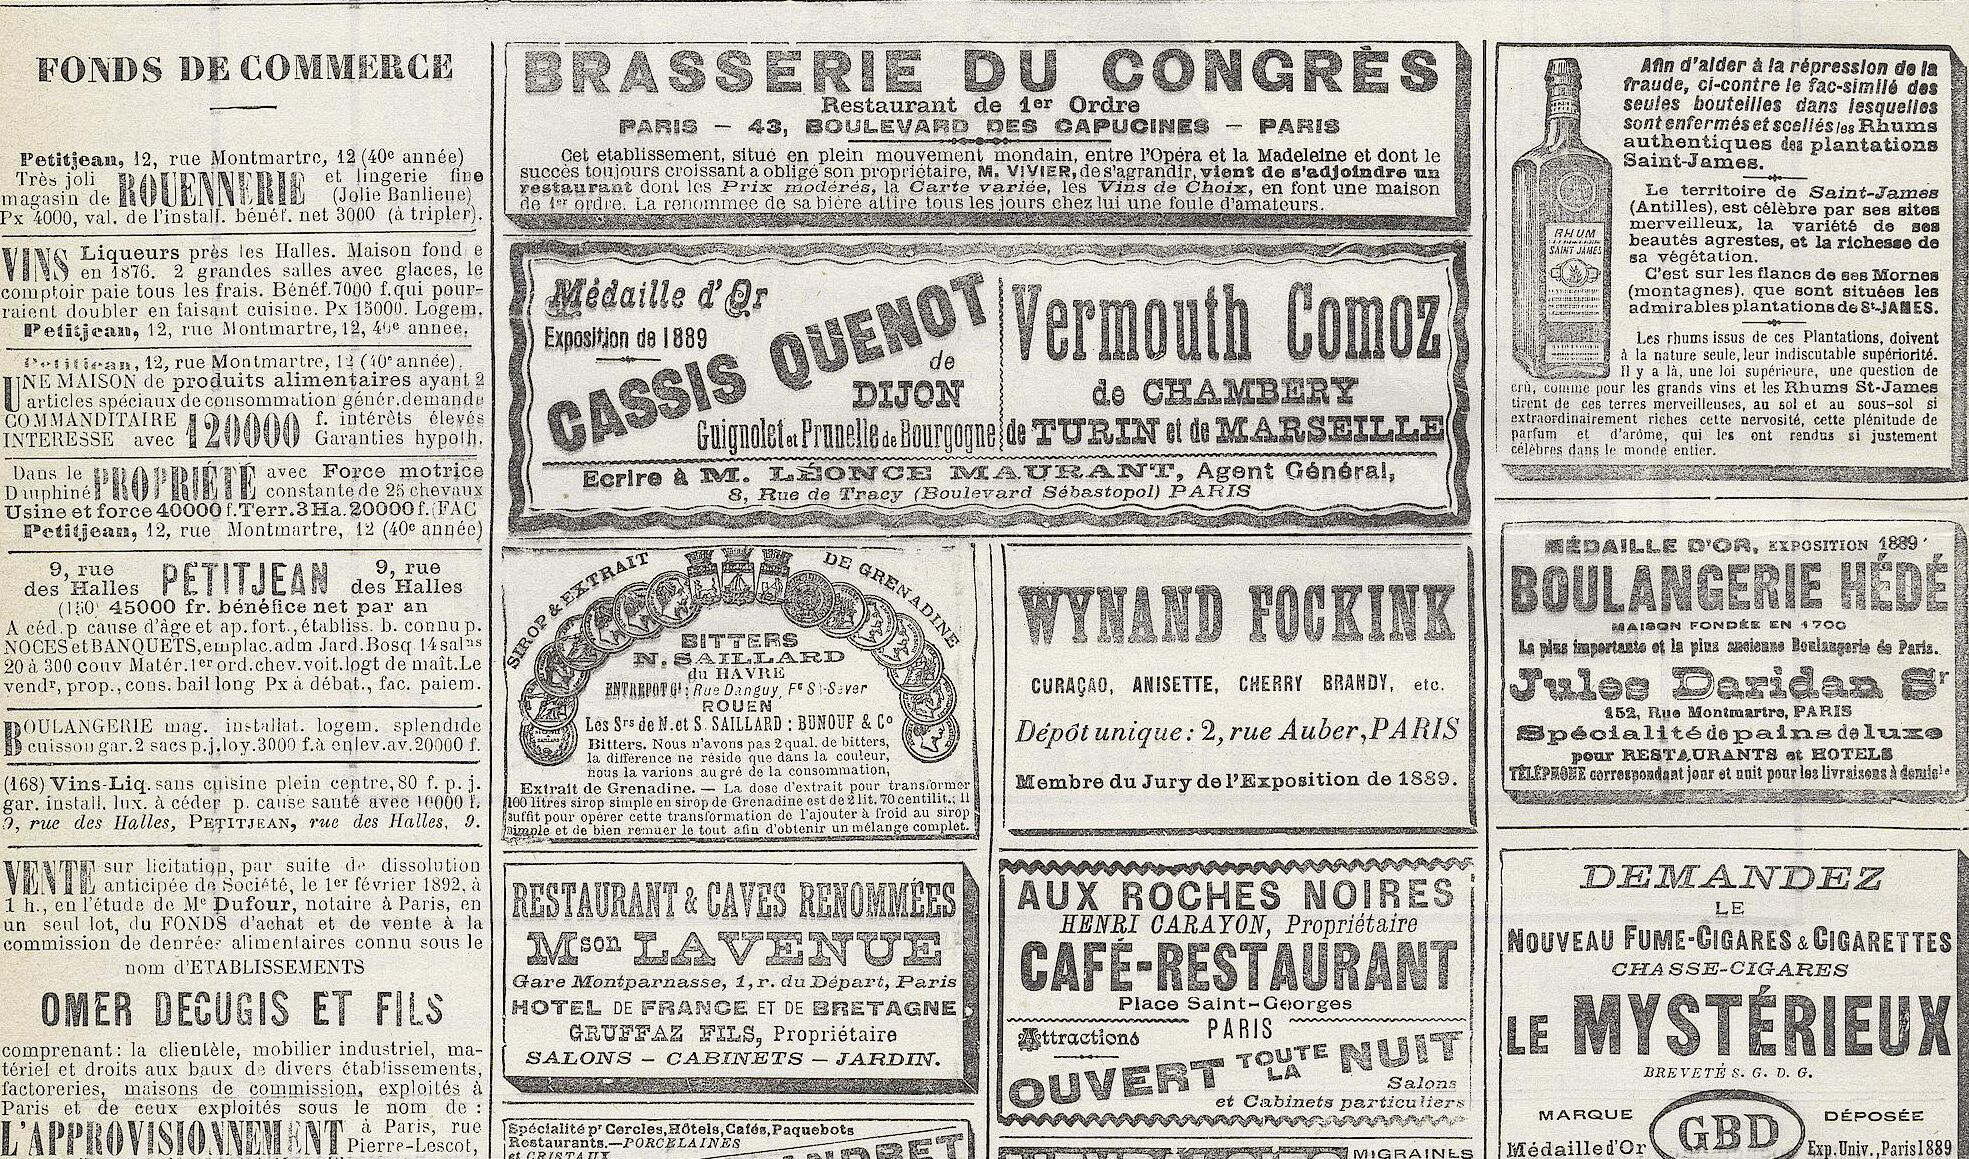 FONDS DE COMMERCE
Petitjean, 12, rue Montmartre, 12 (40e année)
Très joli ROUENNERIE et lingerie fine
magasin de (Jolie Banlieue)
Px 4000, val. de l'install. bénéf. net 3000 (à tripler).
VINS Liqueurs près les Halles. Maison fond e
en 1876. 2 grandes salles avec glaces, le
comptoir paie tous les frais. Bénéf. 7000 f. qui pour-
raient doubler en faisant cuisine. Px 15000. Logem.
Petitjean, 12, rue Montmartre, 12, 40e année.
Petitjean, 12, rue Montmartre, 12 (40e année).
UNE MAISON de produits alimentaires ayant 2
articles spéciaux de consommation génér. demande
COMMANDITAIRE 120000 f. intérêts élevés
INTERESSE avec Garanties hypoth.
Dans le PROPRIÉTÉ avec Force motrice
Dauphiné constante de 25 chevaux
Usine et force 40000 f. Terr. 3 Ha. 20000 f. (FAC
Petitjean, 12, rue Montmartre, 12 (40e année)
9, rue PETITJEAN 9, rue
des Halles des Halles
(150) 45000 fr. bénéfice net par an
A céd. p cause d'âge et ap. fort., établiss. b. connu p.
NOCES et BANQUETS, emplac. adm Jard. Bosq 14 salns
20 à 300 couv Matér. 1er ord. chev. voit. logt de maît. Le
vendr, prop., cons. bail long Px à débat., fac. paiem.
BOULANGERIE mag. installat. logem. splendide
cuisson gar. 2 sacs p. j. loy. 3000 f. à enlev. av. 20000 f.
(168) Vins-Liq. sans cuisine plein centre, 80 f. p. j.
gar. install. lux. à céder p. cause santé avec 10000 f.
9, rue des Halles, PETITJEAN, rue des Halles, 9.
VENTE sur licitation, par suite de dissolution
anticipée de Société, le 1er février 1892, à
1 h., en l'étude de Me Dufour, notaire à Paris, en
un seul lot, du FONDS d'achat et de vente à la
commission de denrées alimentaires connu sous le
nom d'ETABLISSEMENTS
OMER DECUGIS ET FILS
comprenant : la clientèle, mobilier industriel, ma-
tériel et droits aux baux de divers établissements,
factoreries, maisons de commission, exploités à
Paris et de ceux exploités sous le nom de :
L'APPROVISIONNEMENT à Paris, rue
Pierre-Lescot,
BRASSERIE DU CONGRÈS
Restaurant de 1er Ordre
PARIS — 43, BOULEVARD DES CAPUCINES — PARIS
Cet etablissement, situé en plein mouvement mondain, entre l'Opéra et la Madeleine et dont le
succès toujours croissant a obligé son propriétaire, M. VIVIER, de s'agrandir, vient de s'adjoindre un
restaurant dont les Prix modérés, la Carte variée, les Vins de Choix, en font une maison
de 1er ordre. La renommée de sa bière attire tous les jours chez lui une foule d'amateurs.
Médaille d'Or
Exposition de 1889
CASSIS QUENOT
de
DIJON
Guignolet et Prunelle de Bourgogne
Vermouth Comoz
de CHAMBERY
de TURIN et de MARSEILLE
Ecrire à M. LÉONCE MAURANT, Agent Général,
8, Rue de Tracy (Boulevard Sébastopol) PARIS
SIROP & EXTRAIT DE GRENADINE
BITTERS
N. SAILLARD
du HAVRE
ENTREPOT Gl : Rue Danguy, Fg St-Sever
ROUEN
Les Srs de N. et S. SAILLARD : BUNOUF & Co
Bitters. Nous n'avons pas 2 qual. de bitters,
la différence ne réside que dans la couleur,
nous la varions au gré de la consommation,
Extrait de Grenadine. — La dose d'extrait pour transformer
100 litres sirop simple en sirop de Grenadine est de 2 lit. 70 centilit.; il
suffit pour opérer cette transformation de l'ajouter à froid au sirop
simple et de bien remuer le tout afin d'obtenir un mélange complet.
WYNAND FOCKINK
CURAÇAO, ANISETTE, CHERRY BRANDY, etc.
Dépôt unique : 2, rue Auber, PARIS
Membre du Jury de l'Exposition de 1889.
RESTAURANT & CAVES RENOMMÉES
Mson LAVENUE
Gare Montparnasse, 1, r. du Départ, Paris
HOTEL DE FRANCE ET DE BRETAGNE
GRUFFAZ FILS, Propriétaire
SALONS — CABINETS — JARDIN.
AUX ROCHES NOIRES
HENRI CARAYON, Propriétaire
CAFÉ-RESTAURANT
Place Saint-Georges
PARIS
Attractions
OUVERT TOUTE LA NUIT
Salons
et Cabinets particuliers
Spécialité pr Cercles, Hôtels, Cafés, Paquebots
Restaurants. — PORCELAINES
et CRISTAUX
MIGRAINES
Afin d'aider à la répression de la
fraude, ci-contre le fac-similé des
seules bouteilles dans lesquelles
sont enfermés et scellés les Rhums
authentiques des plantations
Saint-James.
RHUM
SAINT JAMES
Le territoire de Saint-James
(Antilles), est célèbre par ses sites
merveilleux, la variété de ses
beautés agrestes, et la richesse de
sa végétation.
C'est sur les flancs de ses Mornes
(montagnes), que sont situées les
admirables plantations de St-JAMES.
Les rhums issus de ces Plantations, doivent
à la nature seule, leur indiscutable supériorité.
Il y a là, une loi supérieure, une question de
crû, comme pour les grands vins et les Rhums St-James
tirent de ces terres merveilleuses, au sol et au sous-sol si
extraordinairement riches cette nervosité, cette plénitude de
parfum et d'arôme, qui les ont rendus si justement
célèbres dans le monde entier.
MÉDAILLE D'OR, EXPOSITION 1889
BOULANGERIE HÉDÉ
MAISON FONDÉE EN 1700
La plus importante et la plus ancienne Boulangerie de Paris.
Jules Daridan Sr
152, Rue Montmartre, PARIS
Spécialité de pains de luxe
pour RESTAURANTS et HOTELS
TÉLÉPHONE correspondant jour et nuit pour les livraisons à domicile
DEMANDEZ
LE
NOUVEAU FUME-CIGARES & CIGARETTES
CHASSE-CIGARES
LE MYSTÉRIEUX
BREVETÉ S. G. D. G.
MARQUE GBD DÉPOSÉE
Médaille d'Or Exp. Univ., Paris 1889